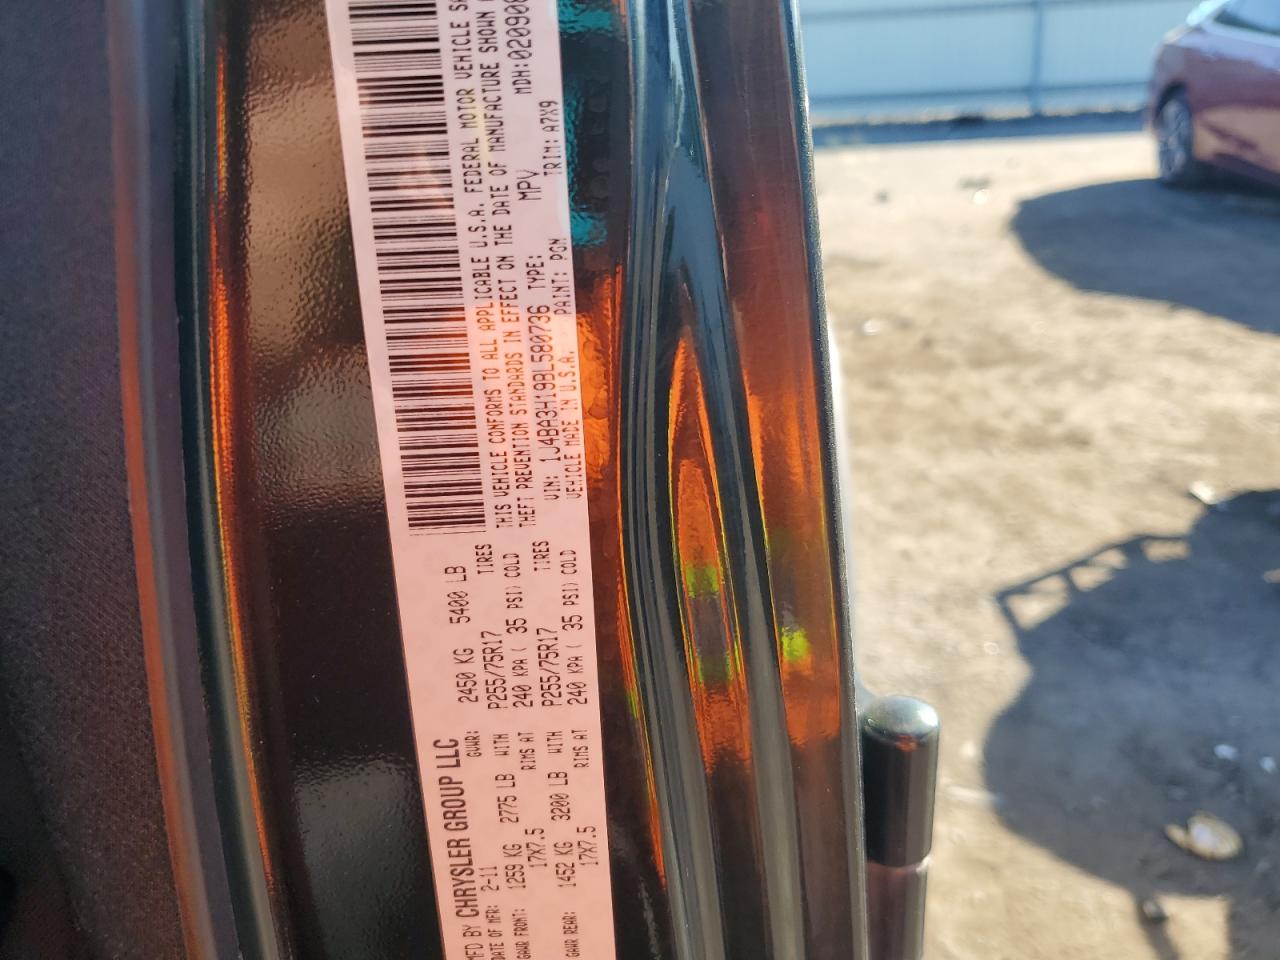 MFD BY CHRYSLER GROUP LLC
DATE OF MFR: 2-11 GVWR: 2450 KG 5400 LB
GAWR FRONT: 1259 KG 2775 LB WITH P255/75R17 TIRES
17X7.5 RIMS AT 240 KPA ( 35 PSI) COLD
GAWR REAR: 1452 KG 3200 LB WITH P255/75R17 TIRES
17X7.5 RIMS AT 240 KPA ( 35 PSI) COLD
THIS VEHICLE CONFORMS TO ALL APPLICABLE U.S.A. FEDERAL MOTOR VEHICLE
THEFT PREVENTION STANDARDS IN EFFECT ON THE DATE OF MANUFACTURE SHOWN
VIN: 1J4BA3H19BL580736 TYPE: MPV MDH:020908
VEHICLE MADE IN U.S.A. PAINT: PGM TRIM: A7X9